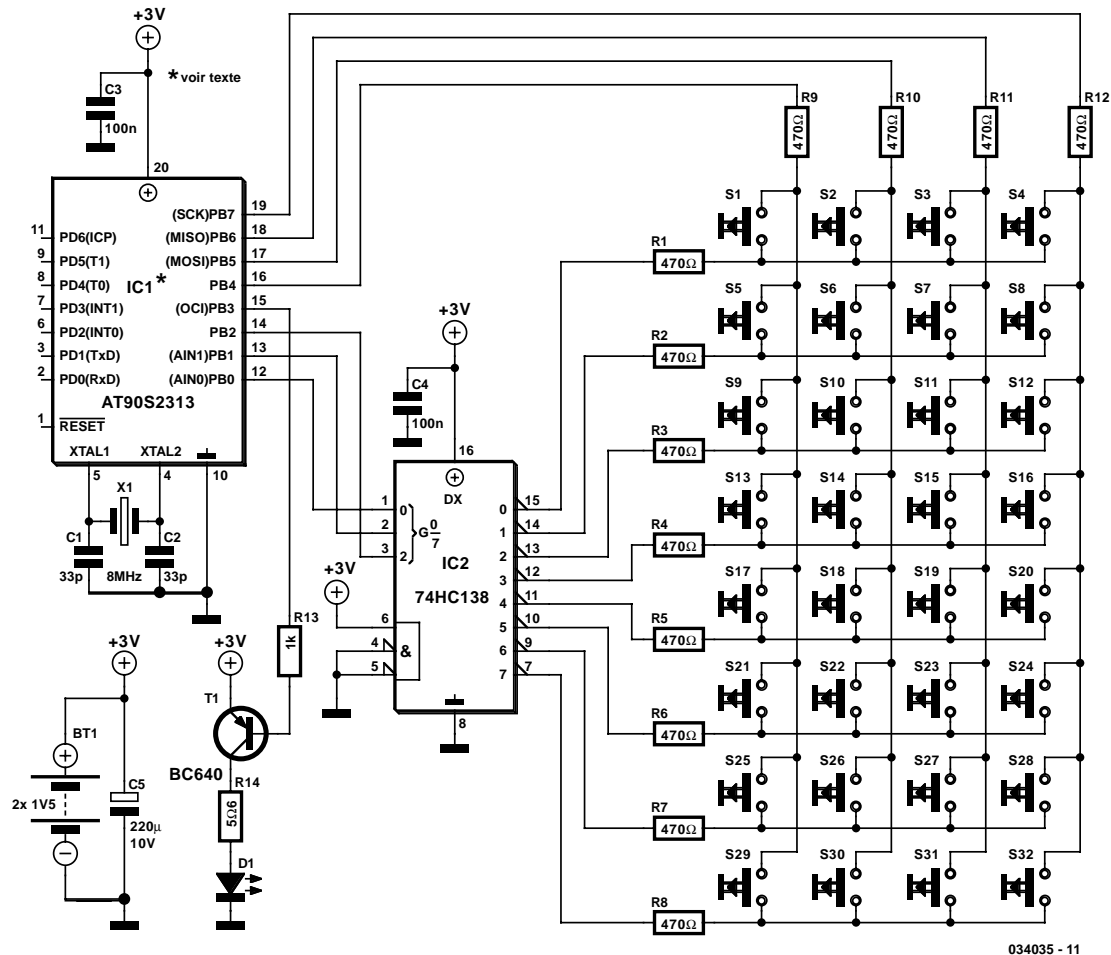 +3V
* voir texte
C3
100n
20
(SCK)PB7
19
11
PD6(ICP)
(MISO)PB6
18
9
PD5(T1)
(MOSI)PB5
17
8
PD4(T0)
IC1*
PB4
16
7
PD3(INT1)
(OCI)PB3
15
6
PD2(INT0)
PB2
14
3
PD1(TxD)
(AIN1)PB1
13
2
PD0(RxD)
(AIN0)PB0
12
AT90S2313
1
RESET
XTAL1
XTAL2
5
4
10
X1
C1
C2
33p
8MHz
33p
+3V
BT1
2x 1V5
C5
220µ
10V
+3V
T1
BC640
R13
1k
R14
5Ω6
D1
+3V
C4
100n
16
DX
1
0
2
3
2
G 0/7
IC2
74HC138
+3V
6
4
5
&
8
0
15
1
14
2
13
3
12
4
11
5
10
6
9
7
7
R9
470Ω
R10
470Ω
R11
470Ω
R12
470Ω
S1
S2
S3
S4
R1
470Ω
S5
S6
S7
S8
R2
470Ω
S9
S10
S11
S12
R3
470Ω
S13
S14
S15
S16
R4
470Ω
S17
S18
S19
S20
R5
470Ω
S21
S22
S23
S24
R6
470Ω
S25
S26
S27
S28
R7
470Ω
S29
S30
S31
S32
R8
470Ω
034035 - 11